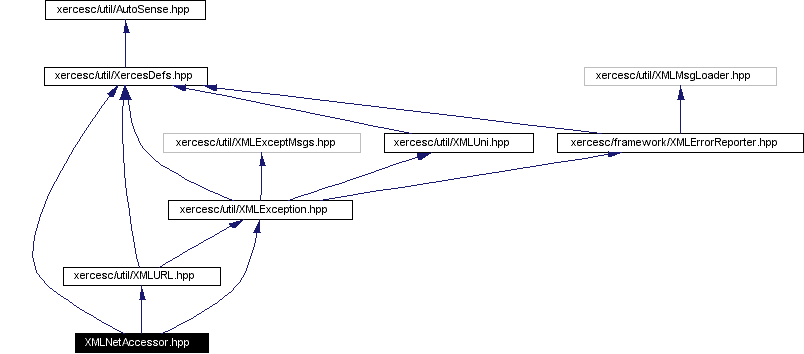 xercesc/util/AutoSense.hpp
xercesc/util/XercesDefs.hpp
xercesc/util/XMLMsgLoader.hpp
xercesc/util/XMLExceptMsgs.hpp
xercesc/util/XMLUni.hpp
xercesc/framework/XMLErrorReporter.hpp
xercesc/util/XMLException.hpp
xercesc/util/XMLURL.hpp
XMLNetAccessor.hpp